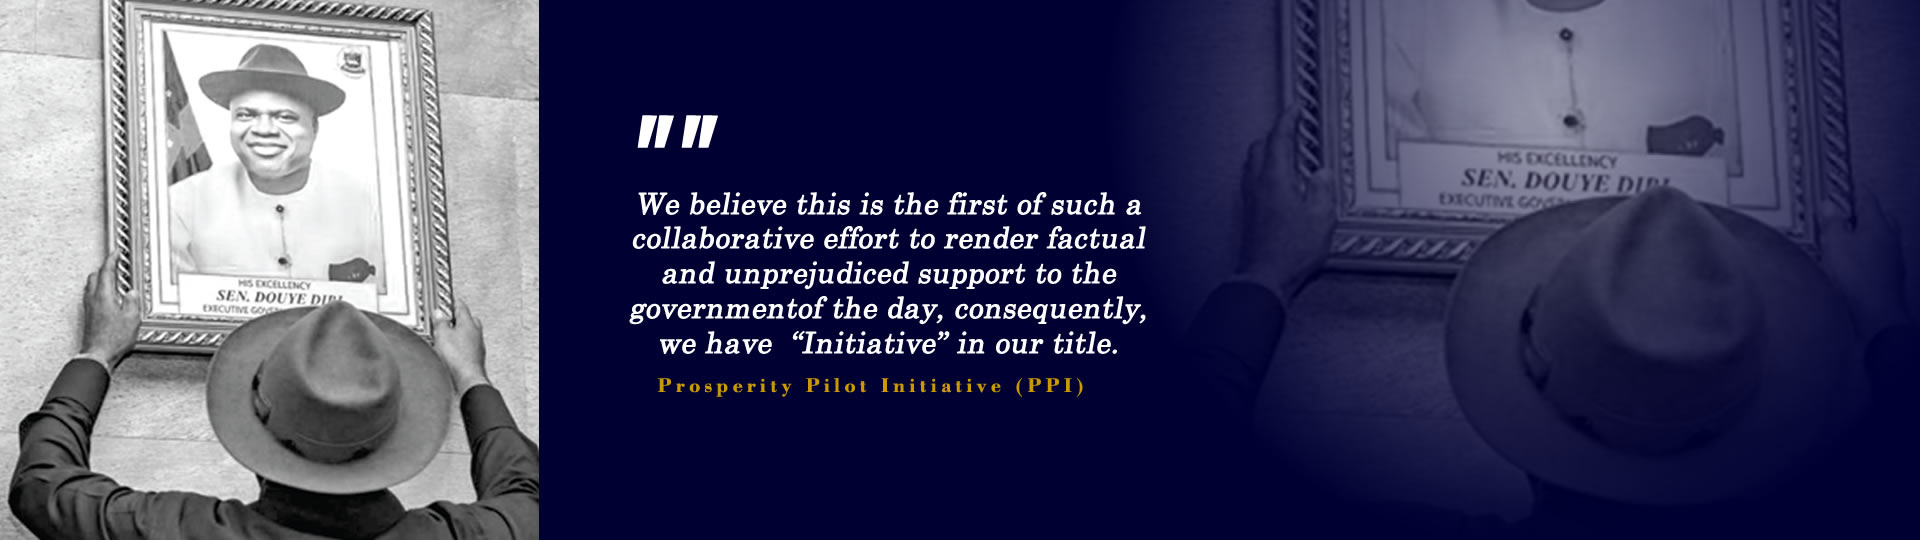 HIS EXCELLENCY
SEN. DOUYE DIRI
EXECUTIVE
""
We believe this is the first of such a
collaborative effort to render factual
and unprejudiced support to the
governmentof the day, consequently,
we have “Initiative” in our title.
Prosperity Pilot Initiative (PPI)
HIS EXCELLENCY
SEN. DOUYE DIRI
EXECUTIVE